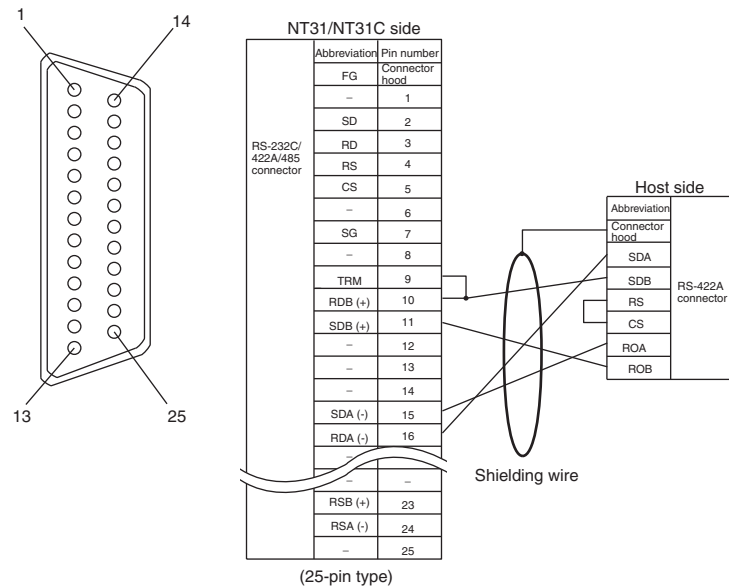 1
14
13
25
NT31/NT31C side
Abbreviation Pin number
FG Connector hood
– 1
SD 2
RD 3
RS 4
CS 5
– 6
SG 7
– 8
TRM 9
RDB (+) 10
SDB (+) 11
– 12
– 13
– 14
SDA (-) 15
RDA (-) 16
–
– –
RSB (+) 23
RSA (-) 24
– 25
RS-232C/
422A/485
connector
(25-pin type)
Shielding wire
Host side
Abbreviation
Connector
hood
SDA
SDB
RS
CS
ROA
ROB
RS-422A
connector